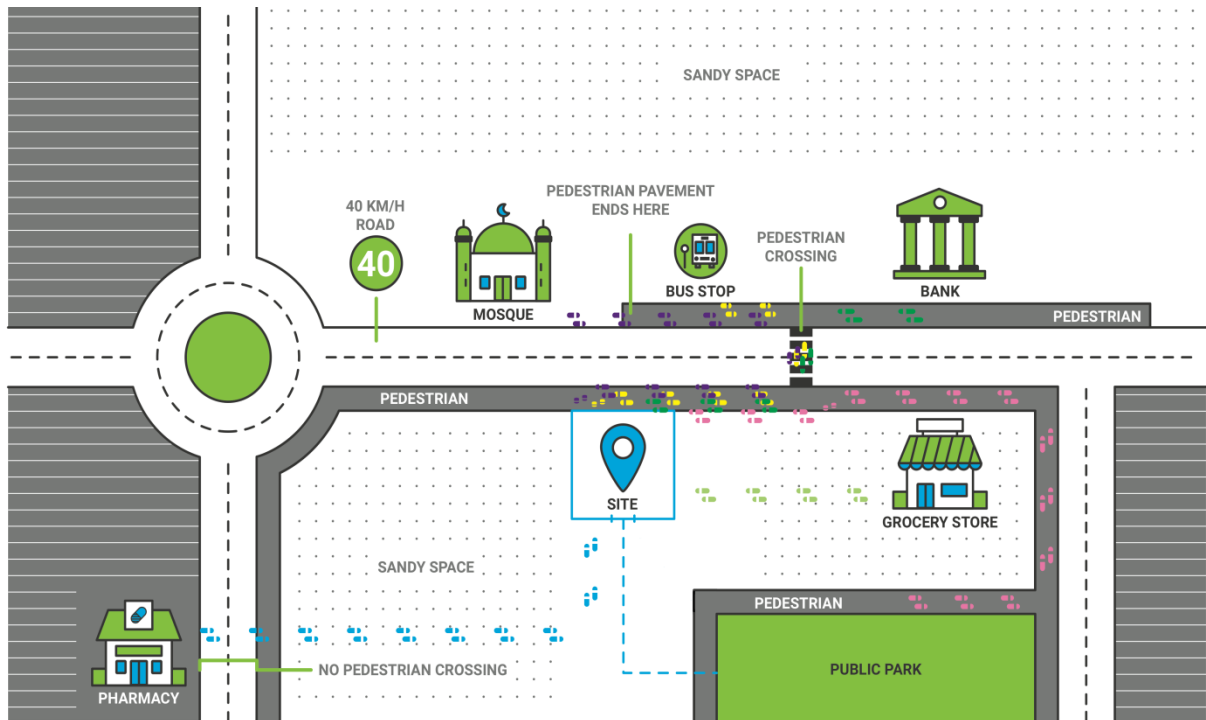 SANDY SPACE
40 KM/H
ROAD
40
MOSQUE
PEDESTRIAN PAVEMENT
ENDS HERE
BUS STOP
PEDESTRIAN
CROSSING
BANK
PEDESTRIAN
PEDESTRIAN
SITE
GROCERY STORE
SANDY SPACE
PEDESTRIAN
PHARMACY
NO PEDESTRIAN CROSSING
PUBLIC PARK